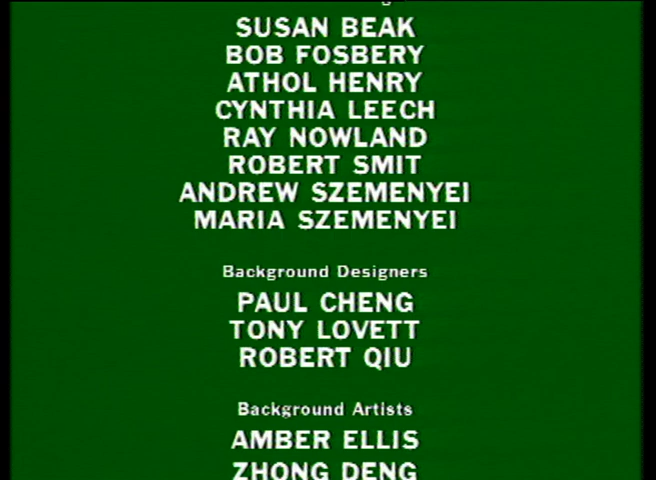 SUSAN BEAK
BOB FOSBERY
ATHOL HENRY
CYNTHIA LEECH
RAY NOWLAND
ROBERT SMIT
ANDREW SZEMENYEI
MARIA SZEMENYEI
Background Designers
PAUL CHENG
TONY LOVETT
ROBERT QIU
Background Artists
AMBER ELLIS
ZHONG DENG